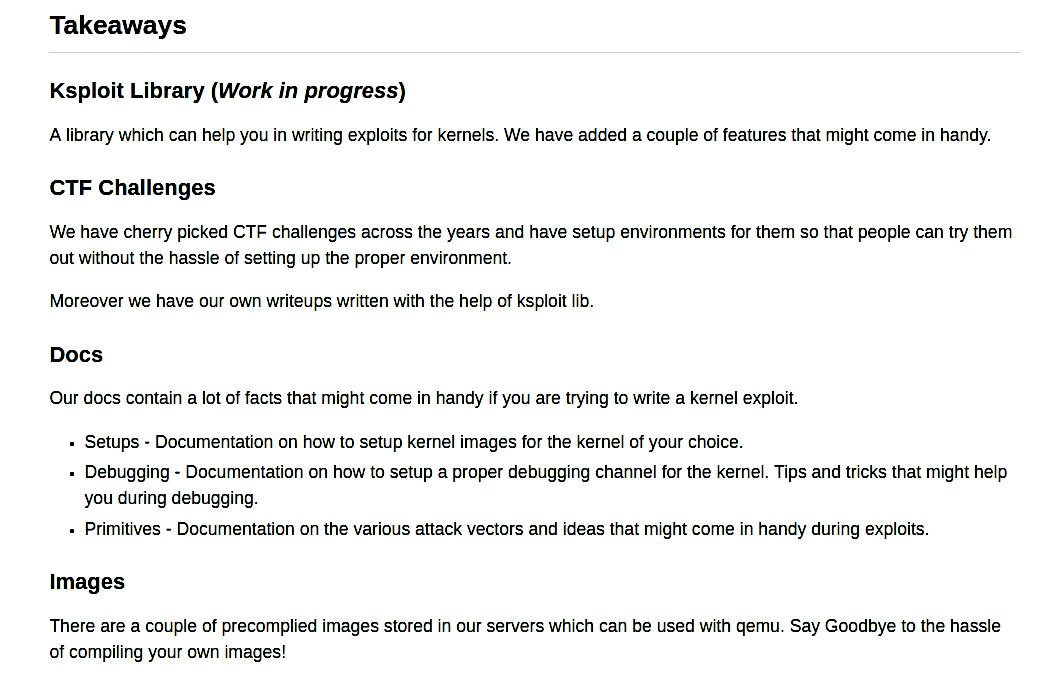 Takeaways
Ksploit Library (Work in progress)
A library which can help you in writing exploits for kernels. We have added a couple of features that might come in handy.
CTF Challenges
We have cherry picked CTF challenges across the years and have setup environments for them so that people can try them
out without the hassle of setting up the proper environment.
Moreover we have our own writeups written with the help of ksploit lib.
Docs
Our docs contain a lot of facts that might come in handy if you are trying to write a kernel exploit.
▪ Setups - Documentation on how to setup kernel images for the kernel of your choice.
▪ Debugging - Documentation on how to setup a proper debugging channel for the kernel. Tips and tricks that might help
you during debugging.
▪ Primitives - Documentation on the various attack vectors and ideas that might come in handy during exploits.
Images
There are a couple of precomplied images stored in our servers which can be used with qemu. Say Goodbye to the hassle
of compiling your own images!